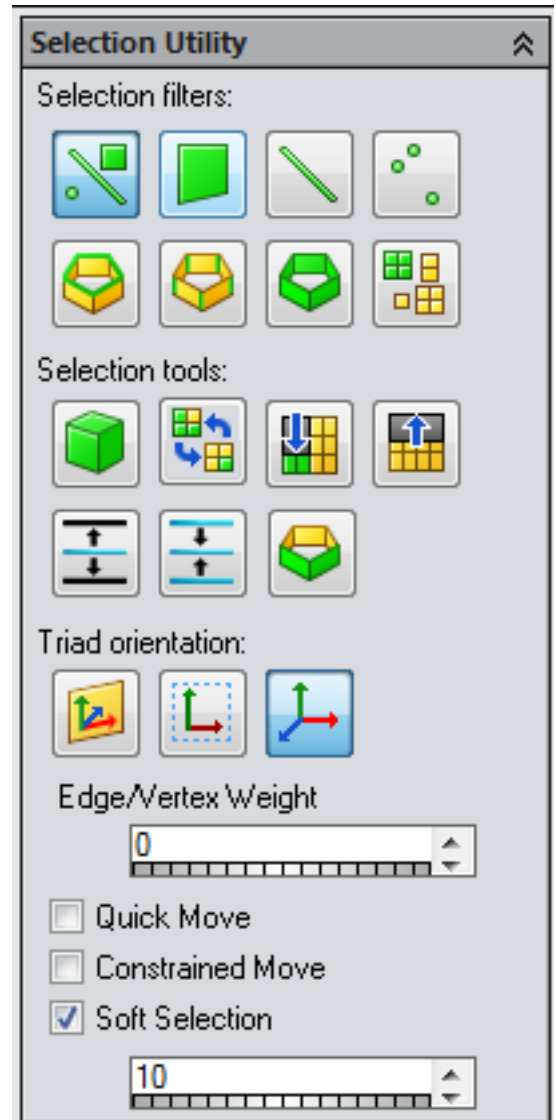 Selection Utility
Selection filters:
Selection tools:
Triad orientation:
Edge/Vertex Weight
0
Quick Move
Constrained Move
Soft Selection
10